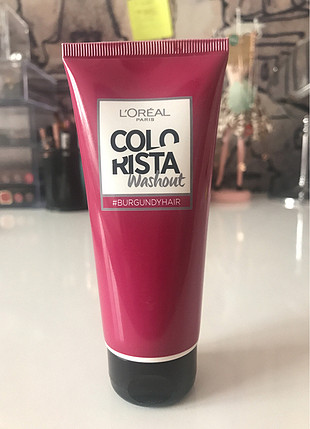 L'ORÉAL
PARIS
COLO
RISTA
Washout
#BURGUNDYHAIR